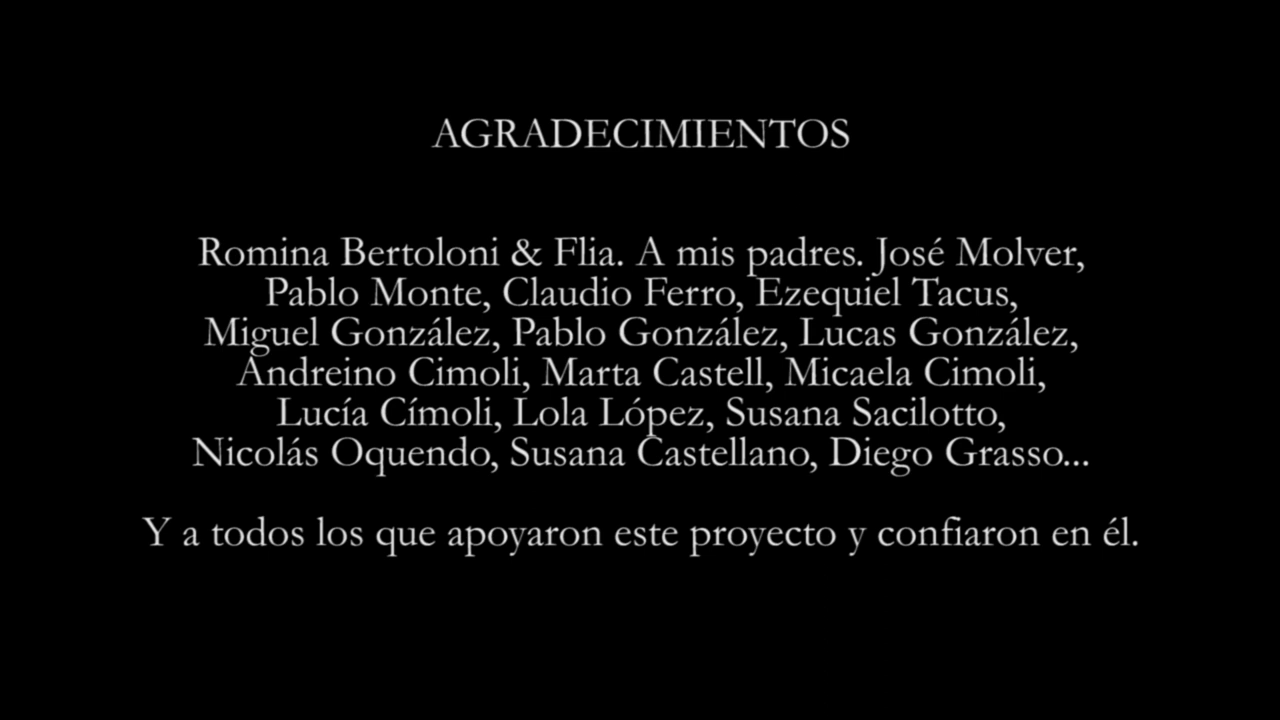 AGRADECIMIENTOS
Romina Bertoloni & Flia. A mis padres. José Molver,
Pablo Monte, Claudio Ferro, Ezequiel Tacus,
Miguel González, Pablo González, Lucas González,
Andreino Cimoli, Marta Castell, Micaela Cimoli,
Lucía Címoli, Lola López, Susana Sacilotto,
Nicolás Oquendo, Susana Castellano, Diego Grasso...
Y a todos los que apoyaron este proyecto y confiaron en él.